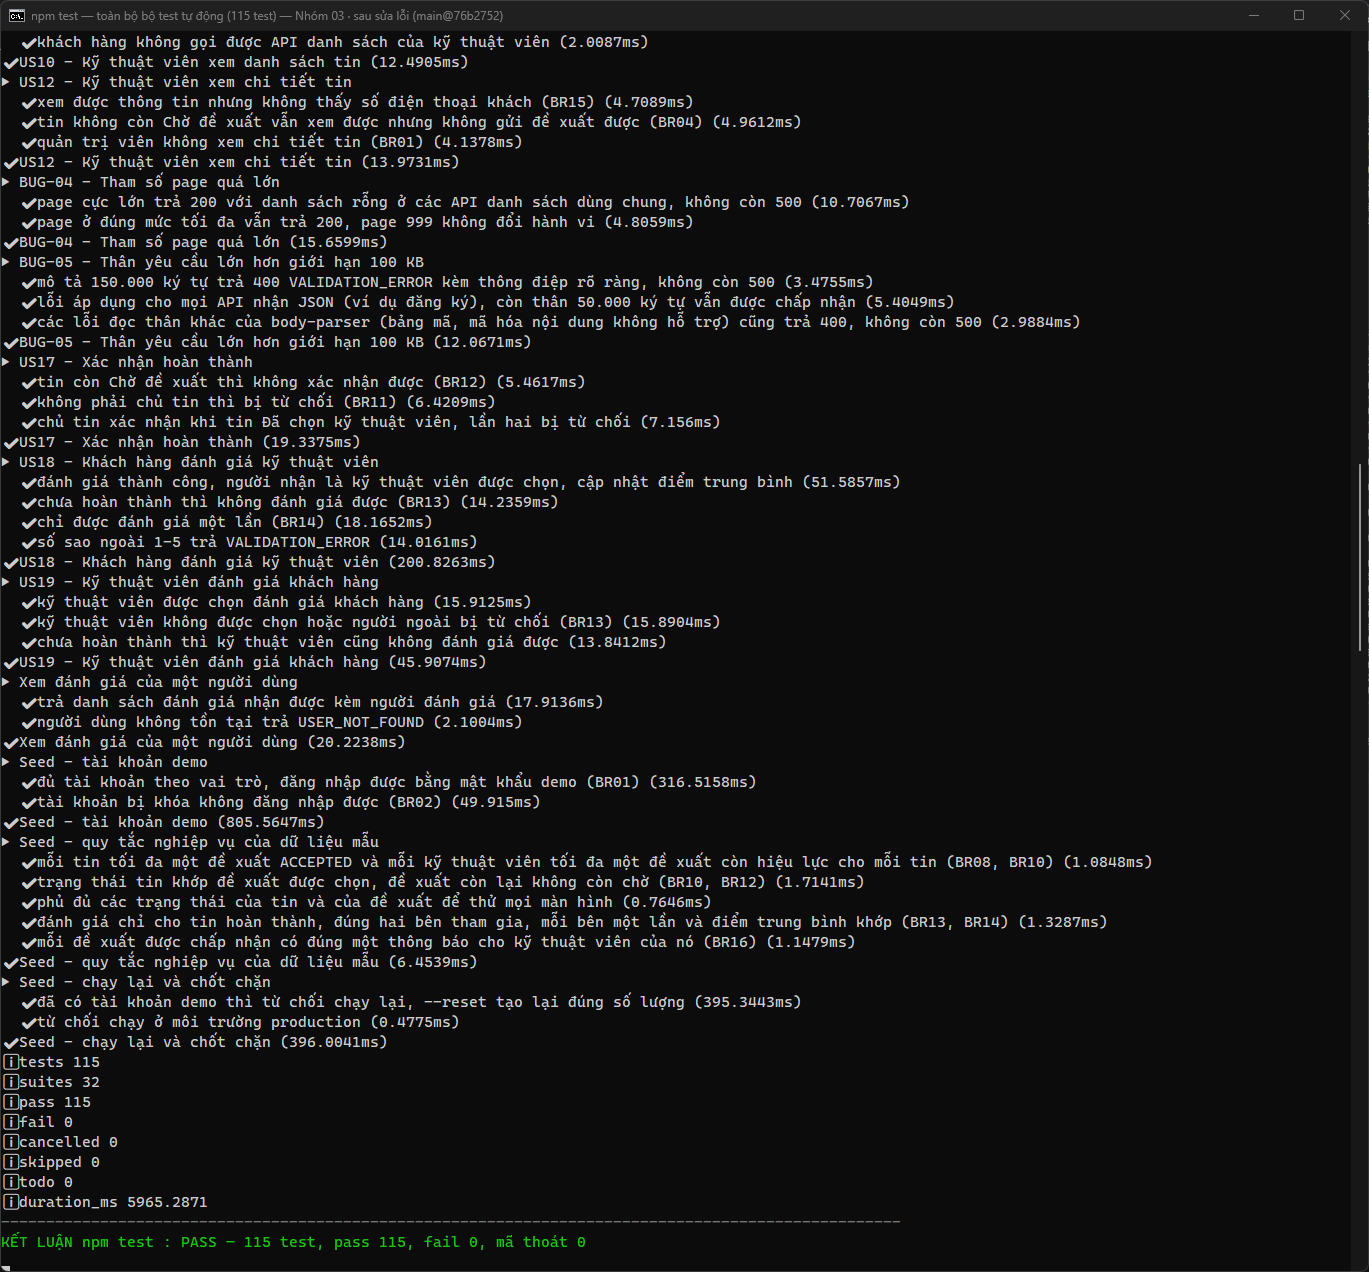 npm test — toàn bộ bộ test tự động (115 test) — Nhóm 03 · sau sửa lỗi (main@76b2752)
✔khách hàng không gọi được API danh sách của kỹ thuật viên (2.0087ms)
✔US10 - Kỹ thuật viên xem danh sách tin (12.4905ms)
▶ US12 - Kỹ thuật viên xem chi tiết tin
✔xem được thông tin nhưng không thấy số điện thoại khách (BR15) (4.7089ms)
✔tin không còn Chờ đề xuất vẫn xem được nhưng không gửi đề xuất được (BR04) (4.9612ms)
✔quản trị viên không xem chi tiết tin (BR01) (4.1378ms)
✔US12 - Kỹ thuật viên xem chi tiết tin (13.9731ms)
▶ BUG-04 - Tham số page quá lớn
✔page cực lớn trả 200 với danh sách rỗng ở các API danh sách dùng chung, không còn 500 (10.7067ms)
✔page ở đúng mức tối đa vẫn trả 200, page 999 không đổi hành vi (4.8059ms)
✔BUG-04 - Tham số page quá lớn (15.6599ms)
▶ BUG-05 - Thân yêu cầu lớn hơn giới hạn 100 KB
✔mô tả 150.000 ký tự trả 400 VALIDATION_ERROR kèm thông điệp rõ ràng, không còn 500 (3.4755ms)
✔lỗi áp dụng cho mọi API nhận JSON (ví dụ đăng ký), còn thân 50.000 ký tự vẫn được chấp nhận (5.4049ms)
✔các lỗi đọc thân khác của body-parser (bảng mã, mã hóa nội dung không hỗ trợ) cũng trả 400, không còn 500 (2.9884ms)
✔BUG-05 - Thân yêu cầu lớn hơn giới hạn 100 KB (12.0671ms)
▶ US17 - Xác nhận hoàn thành
✔tin còn Chờ đề xuất thì không xác nhận được (BR12) (5.4617ms)
✔không phải chủ tin thì bị từ chối (BR11) (6.4209ms)
✔chủ tin xác nhận khi tin Đã chọn kỹ thuật viên, lần hai bị từ chối (7.156ms)
✔US17 - Xác nhận hoàn thành (19.3375ms)
▶ US18 - Khách hàng đánh giá kỹ thuật viên
✔đánh giá thành công, người nhận là kỹ thuật viên được chọn, cập nhật điểm trung bình (51.5857ms)
✔chưa hoàn thành thì không đánh giá được (BR13) (14.2359ms)
✔chỉ được đánh giá một lần (BR14) (18.1652ms)
✔số sao ngoài 1-5 trả VALIDATION_ERROR (14.0161ms)
✔US18 - Khách hàng đánh giá kỹ thuật viên (200.8263ms)
▶ US19 - Kỹ thuật viên đánh giá khách hàng
✔kỹ thuật viên được chọn đánh giá khách hàng (15.9125ms)
✔kỹ thuật viên không được chọn hoặc người ngoài bị từ chối (BR13) (15.8904ms)
✔chưa hoàn thành thì kỹ thuật viên cũng không đánh giá được (13.8412ms)
✔US19 - Kỹ thuật viên đánh giá khách hàng (45.9074ms)
▶ Xem đánh giá của một người dùng
✔trả danh sách đánh giá nhận được kèm người đánh giá (17.9136ms)
✔người dùng không tồn tại trả USER_NOT_FOUND (2.1004ms)
✔Xem đánh giá của một người dùng (20.2238ms)
▶ Seed - tài khoản demo
✔đủ tài khoản theo vai trò, đăng nhập được bằng mật khẩu demo (BR01) (316.5158ms)
✔tài khoản bị khóa không đăng nhập được (BR02) (49.915ms)
✔Seed - tài khoản demo (805.5647ms)
▶ Seed - quy tắc nghiệp vụ của dữ liệu mẫu
✔mỗi tin tối đa một đề xuất ACCEPTED và mỗi kỹ thuật viên tối đa một đề xuất còn hiệu lực cho mỗi tin (BR08, BR10) (1.0848ms)
✔trạng thái tin khớp đề xuất được chọn, đề xuất còn lại không còn chờ (BR10, BR12) (1.7141ms)
✔phủ đủ các trạng thái của tin và của đề xuất để thử mọi màn hình (0.7646ms)
✔đánh giá chỉ cho tin hoàn thành, đúng hai bên tham gia, mỗi bên một lần và điểm trung bình khớp (BR13, BR14) (1.3287ms)
✔mỗi đề xuất được chấp nhận có đúng một thông báo cho kỹ thuật viên của nó (BR16) (1.1479ms)
✔Seed - quy tắc nghiệp vụ của dữ liệu mẫu (6.4539ms)
▶ Seed - chạy lại và chốt chặn
✔đã có tài khoản demo thì từ chối chạy lại, --reset tạo lại đúng số lượng (395.3443ms)
✔từ chối chạy ở môi trường production (0.4775ms)
✔Seed - chạy lại và chốt chặn (396.0041ms)
ℹtests 115
ℹsuites 32
ℹpass 115
ℹfail 0
ℹcancelled 0
ℹskipped 0
ℹtodo 0
ℹduration_ms 5965.2871
----------------------------------------------------------------------------------------------------
KẾT LUẬN npm test : PASS - 115 test, pass 115, fail 0, mã thoát 0